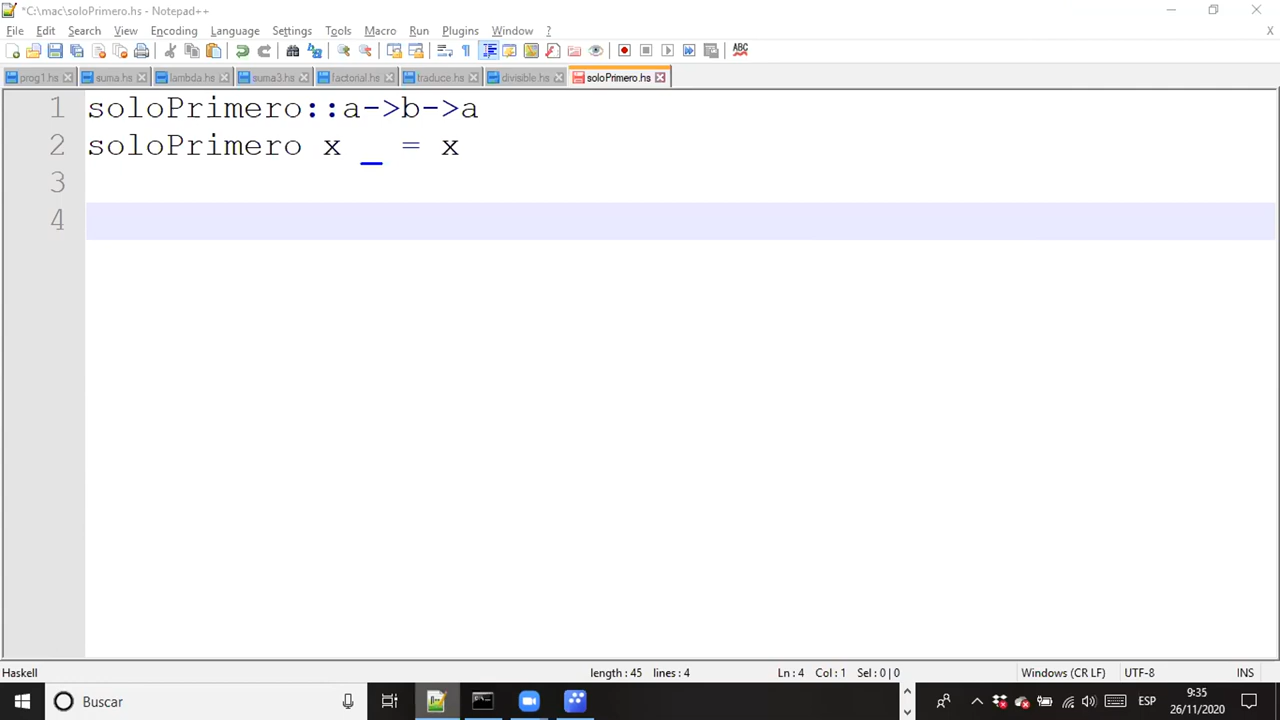 *C:\mac\soloPrimero.hs - Notepad++
File Edit Search View Encoding Language Settings Tools Macro Run Plugins Window ? X
prog1.hs suma.hs lambda.hs suma3.hs factorial.hs traduce.hs divisible.hs soloPrimero.hs
1 soloPrimero::a->b->a
2 soloPrimero x _ = x
3
4
Haskell length : 45 lines : 4 Ln : 4 Col : 1 Sel : 0 | 0 Windows (CR LF) UTF-8 INS
Buscar ESP 9:35
26/11/2020